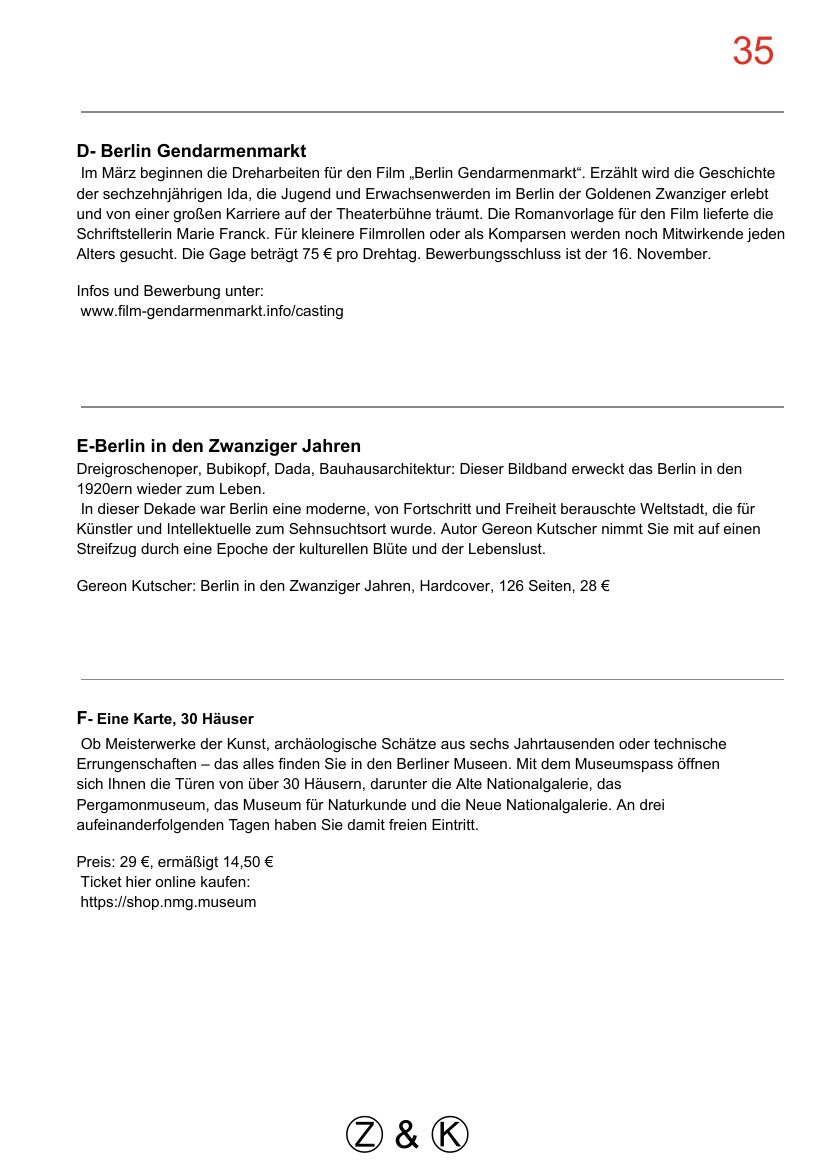 35
D- Berlin Gendarmenmarkt
Im März beginnen die Dreharbeiten für den Film „Berlin Gendarmenmarkt“. Erzählt wird die Geschichte
der sechzehnjährigen Ida, die Jugend und Erwachsenwerden im Berlin der Goldenen Zwanziger erlebt
und von einer großen Karriere auf der Theaterbühne träumt. Die Romanvorlage für den Film lieferte die
Schriftstellerin Marie Franck. Für kleinere Filmrollen oder als Komparsen werden noch Mitwirkende jeden
Alters gesucht. Die Gage beträgt 75 € pro Drehtag. Bewerbungsschluss ist der 16. November.
Infos und Bewerbung unter:
www.film-gendarmenmarkt.info/casting
E-Berlin in den Zwanziger Jahren
Dreigroschenoper, Bubikopf, Dada, Bauhausarchitektur: Dieser Bildband erweckt das Berlin in den
1920ern wieder zum Leben.
In dieser Dekade war Berlin eine moderne, von Fortschritt und Freiheit berauschte Weltstadt, die für
Künstler und Intellektuelle zum Sehnsuchtsort wurde. Autor Gereon Kutscher nimmt Sie mit auf einen
Streifzug durch eine Epoche der kulturellen Blüte und der Lebenslust.
Gereon Kutscher: Berlin in den Zwanziger Jahren, Hardcover, 126 Seiten, 28 €
F- Eine Karte, 30 Häuser
Ob Meisterwerke der Kunst, archäologische Schätze aus sechs Jahrtausenden oder technische
Errungenschaften – das alles finden Sie in den Berliner Museen. Mit dem Museumspass öffnen
sich Ihnen die Türen von über 30 Häusern, darunter die Alte Nationalgalerie, das
Pergamonmuseum, das Museum für Naturkunde und die Neue Nationalgalerie. An drei
aufeinanderfolgenden Tagen haben Sie damit freien Eintritt.
Preis: 29 €, ermäßigt 14,50 €
Ticket hier online kaufen:
https://shop.nmg.museum
Ⓩ & Ⓚ